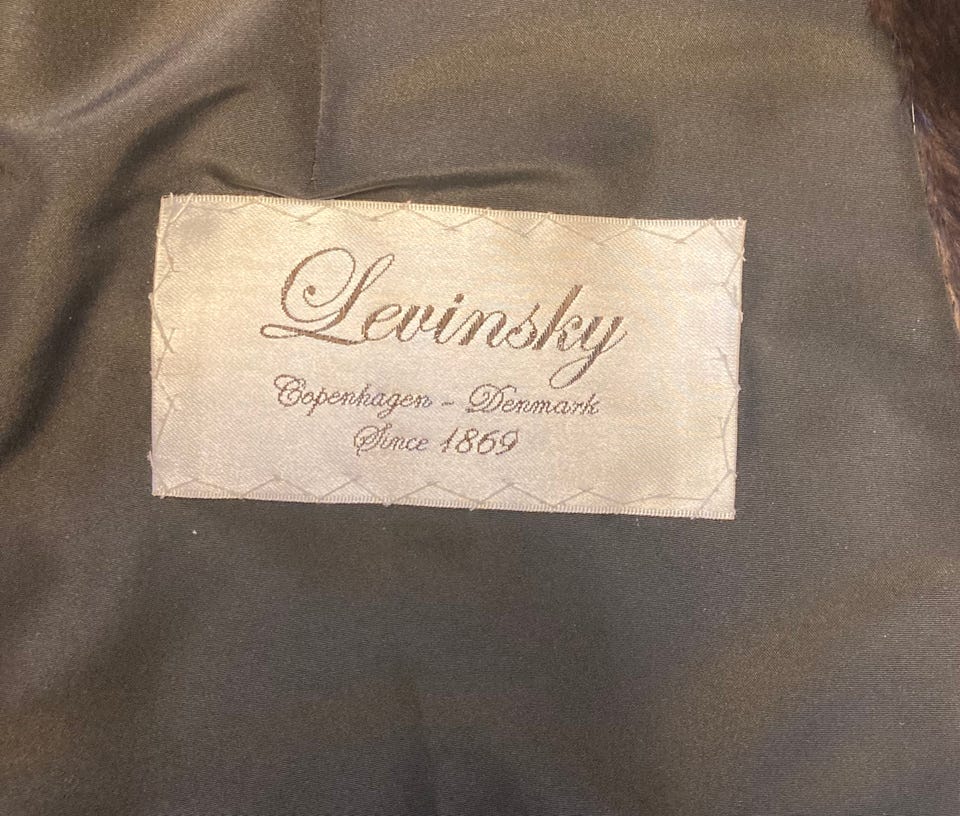 Levinsky
Copenhagen - Denmark
Since 1869